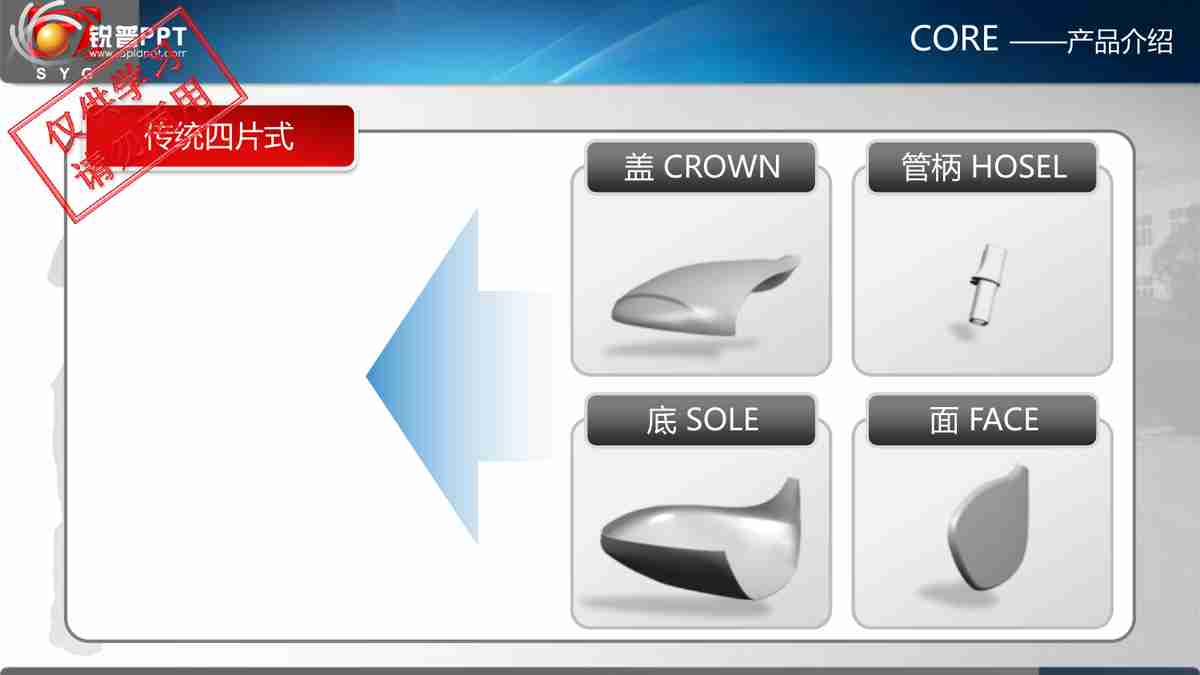 锐普PPT
www.rapidppt.com
SYG
CORE ——产品介绍
仅供学习
请勿商用
传统四片式
盖 CROWN
管柄 HOSEL
底 SOLE
面 FACE